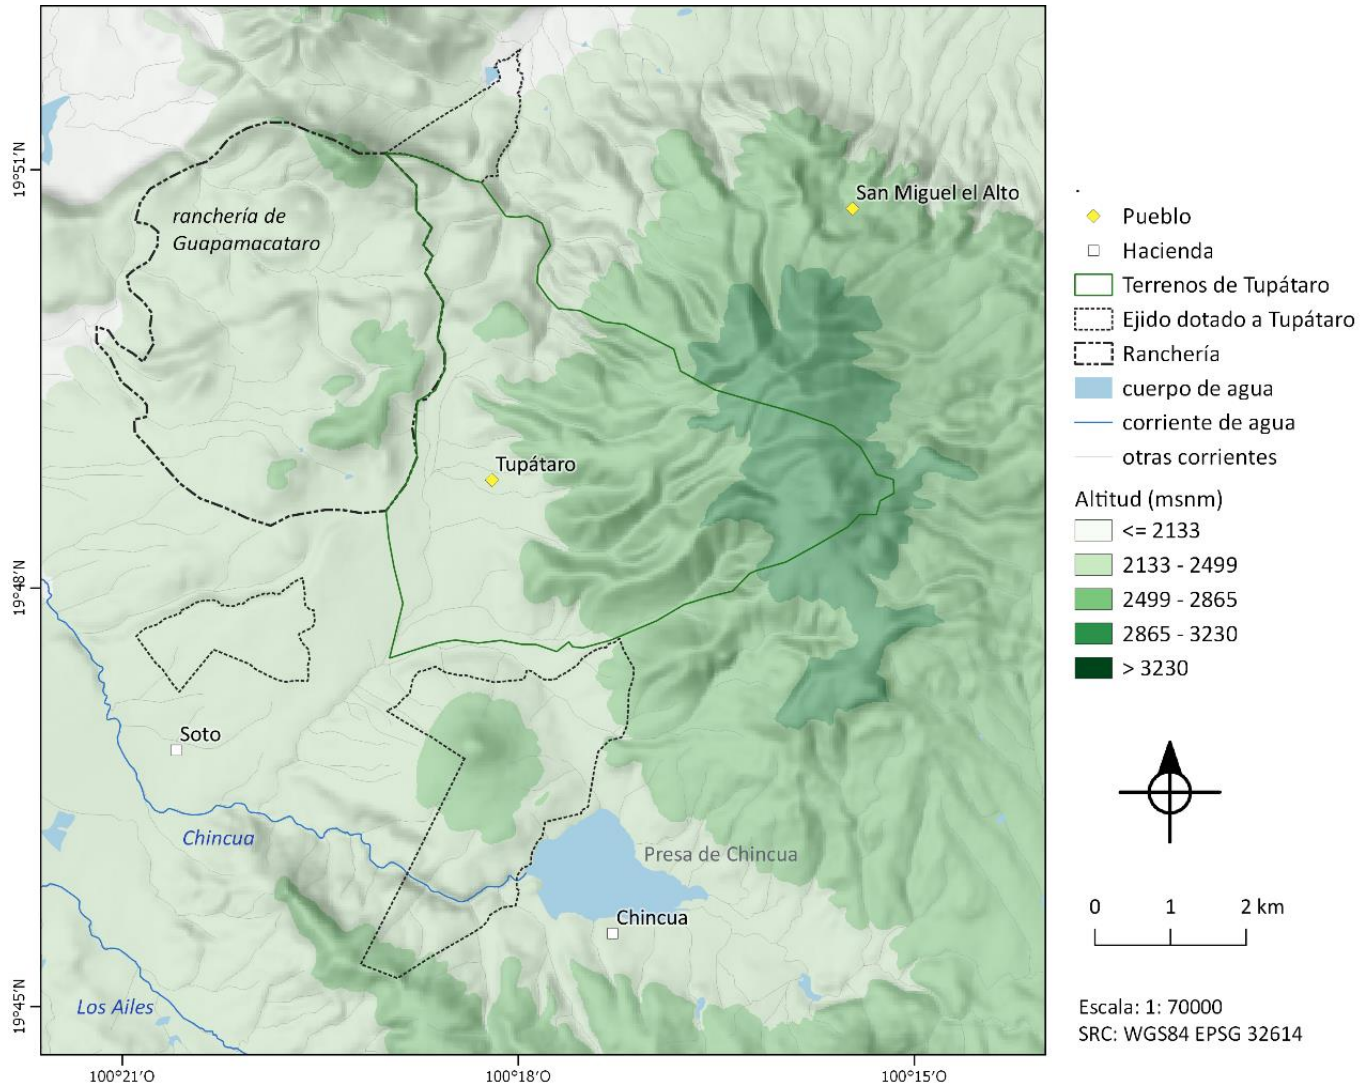 19°51'N
19°48'N
19°45'N
ranchería de
Guapamacataro
San Miguel el Alto
Tupátaro
Soto
Chincua
Presa de Chincua
Chincua
Los Ailes
100°21'O
100°18'O
100°15'O
Pueblo
Hacienda
Terrenos de Tupátaro
Ejido dotado a Tupátaro
Ranchería
cuerpo de agua
corriente de agua
otras corrientes
Altitud (msnm)
<= 2133
2133 - 2499
2499 - 2865
2865 - 3230
> 3230
0 1 2 km
Escala: 1: 70000
SRC: WGS84 EPSG 32614